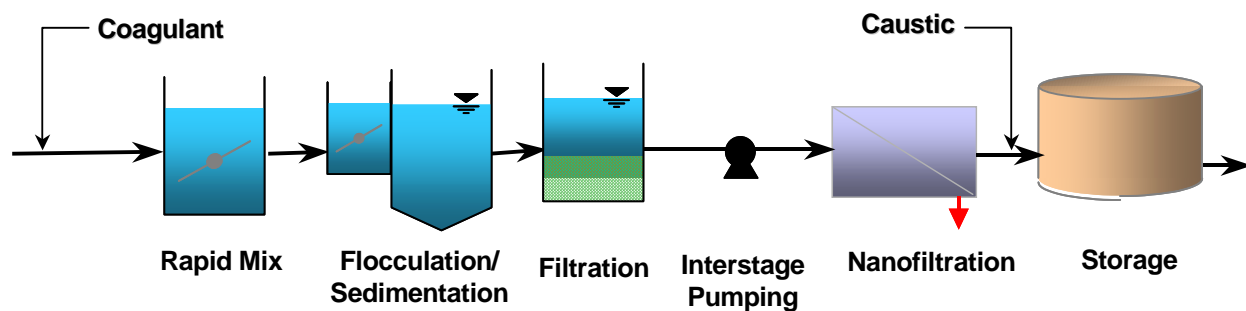 Coagulant
Caustic
Rapid Mix
Flocculation/
Sedimentation
Filtration
Interstage
Pumping
Nanofiltration
Storage